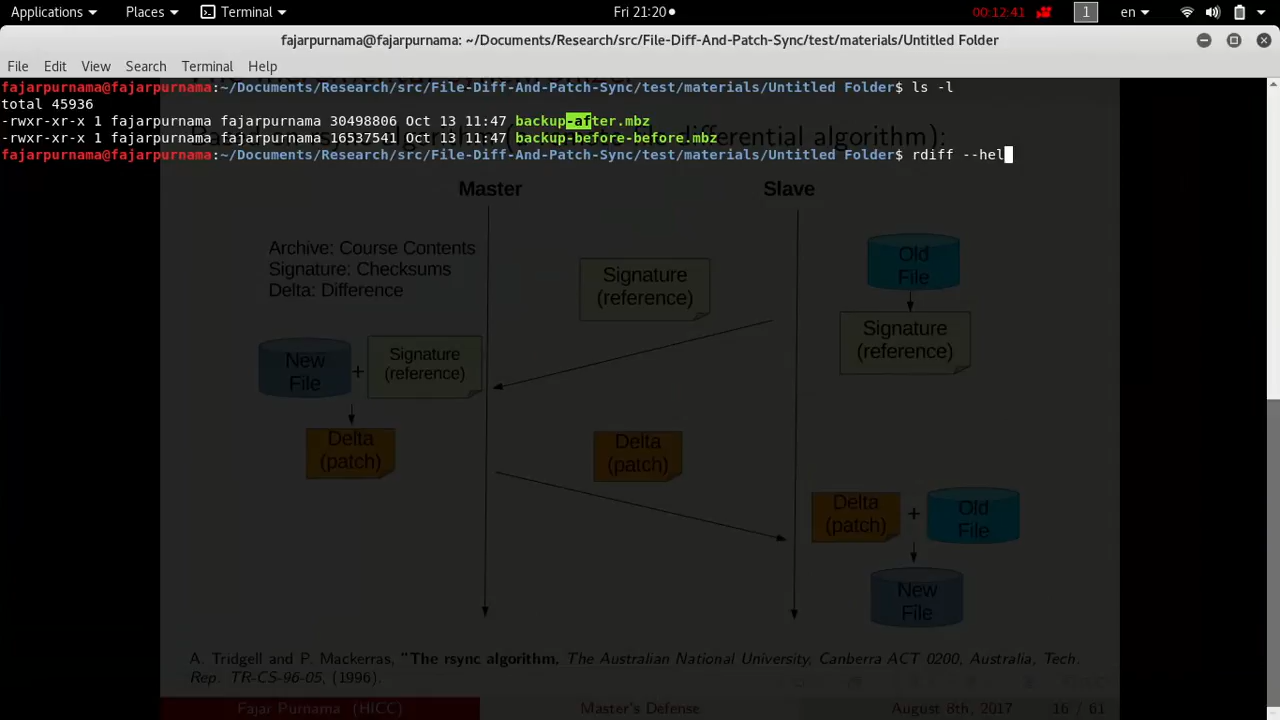 Applications Places Terminal Fri 21:20 00:12:41 1 en
fajarpurnama@fajarpurnama: ~/Documents/Research/src/File-Diff-And-Patch-Sync/test/materials/Untitled Folder
File Edit View Search Terminal Help
fajarpurnama@fajarpurnama:~/Documents/Research/src/File-Diff-And-Patch-Sync/test/materials/Untitled Folder$ ls -l
total 45936
-rwxr-xr-x 1 fajarpurnama fajarpurnama 30498806 Oct 13 11:47 backup-after.mbz
-rwxr-xr-x 1 fajarpurnama fajarpurnama 16537541 Oct 13 11:47 backup-before-before.mbz
fajarpurnama@fajarpurnama:~/Documents/Research/src/File-Diff-And-Patch-Sync/test/materials/Untitled Folder$ rdiff --hel
differential algorithm):
Master
Slave
Archive: Course Contents
Signature: Checksums
Delta: Difference
Signature
(reference)
Old
File
Signature
(reference)
New
File
+
Signature
(reference)
Delta
(patch)
Delta
(patch)
Delta
(patch)
+
Old
File
New
File
A. Tridgell and P. Mackerras, "The rsync algorithm, The Australian National University, Canberra ACT 0200, Australia, Tech.
Rep. TR-CS-96-05, (1996).
Fajar Purnama (HICC) Master's Defense August 8th, 2017 16 / 61